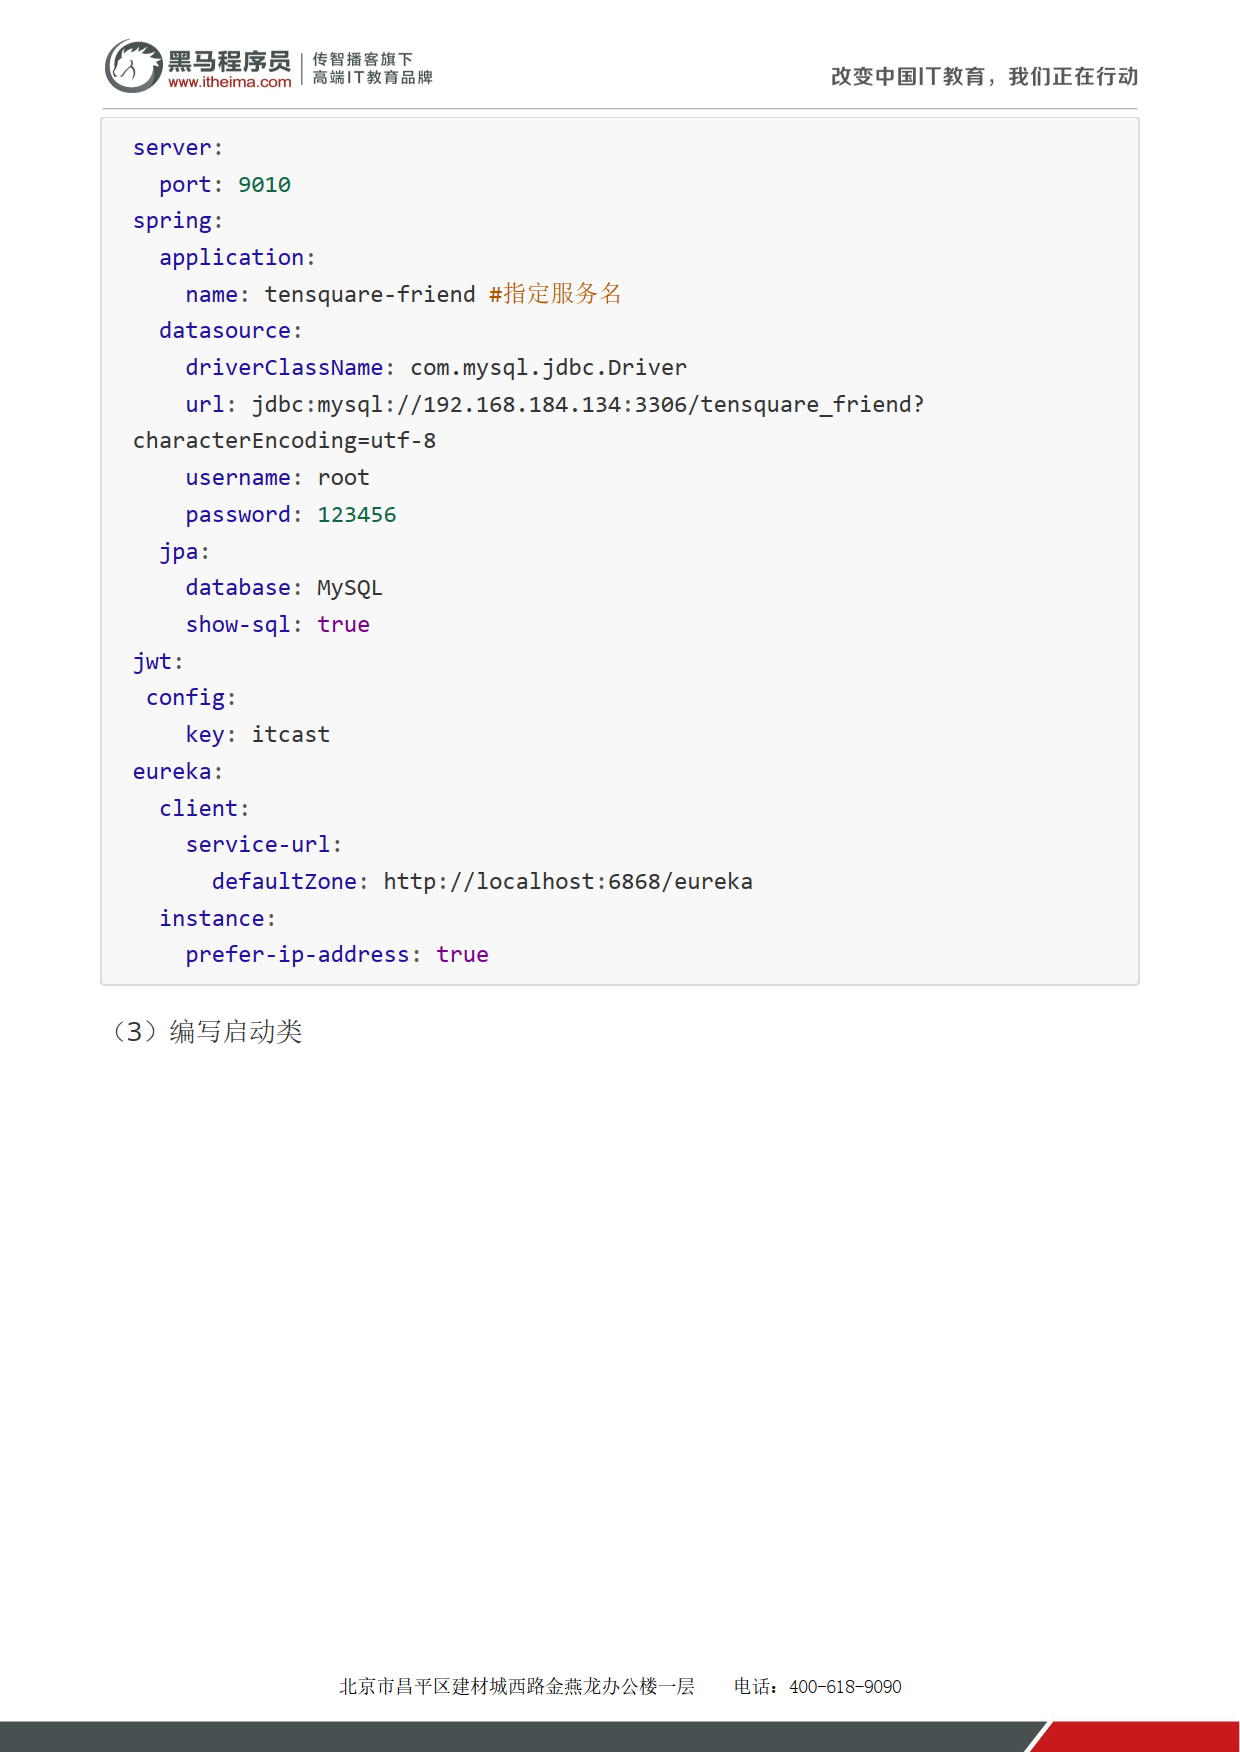 黑马程序员
www.itheima.com
传智播客旗下
高端IT教育品牌
改变中国IT教育，我们正在行动
server:
  port: 9010
spring:
  application:
    name: tensquare-friend #指定服务名
  datasource:
    driverClassName: com.mysql.jdbc.Driver
    url: jdbc:mysql://192.168.184.134:3306/tensquare_friend?
characterEncoding=utf-8
    username: root
    password: 123456
  jpa:
    database: MySQL
    show-sql: true
jwt:
 config:
    key: itcast
eureka:
  client:
    service-url:
      defaultZone: http://localhost:6868/eureka
  instance:
    prefer-ip-address: true
（3）编写启动类
北京市昌平区建材城西路金燕龙办公楼一层 电话：400-618-9090